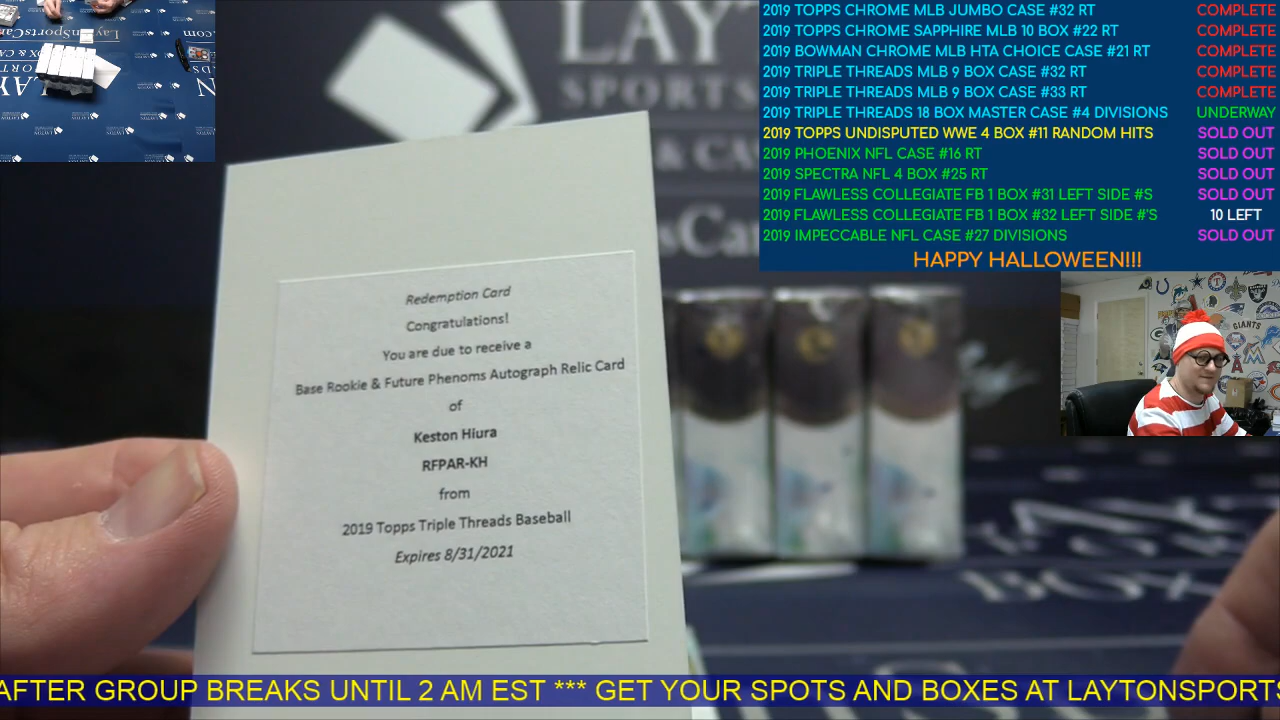 LAY
SPORTS
& CA
sCa
2019 TOPPS CHROME MLB JUMBO CASE #32 RT COMPLETE
2019 TOPPS CHROME SAPPHIRE MLB 10 BOX #22 RT COMPLETE
2019 BOWMAN CHROME MLB HTA CHOICE CASE #21 RT COMPLETE
2019 TRIPLE THREADS MLB 9 BOX CASE #32 RT COMPLETE
2019 TRIPLE THREADS MLB 9 BOX CASE #33 RT COMPLETE
2019 TRIPLE THREADS 18 BOX MASTER CASE #4 DIVISIONS UNDERWAY
2019 TOPPS UNDISPUTED WWE 4 BOX #11 RANDOM HITS SOLD OUT
2019 PHOENIX NFL CASE #16 RT SOLD OUT
2019 SPECTRA NFL 4 BOX #25 RT SOLD OUT
2019 FLAWLESS COLLEGIATE FB 1 BOX #31 LEFT SIDE #S SOLD OUT
2019 FLAWLESS COLLEGIATE FB 1 BOX #32 LEFT SIDE #'S 10 LEFT
2019 IMPECCABLE NFL CASE #27 DIVISIONS SOLD OUT
HAPPY HALLOWEEN!!!
Redemption Card
Congratulations!
You are due to receive a
Base Rookie & Future Phenoms Autograph Relic Card
of
Keston Hiura
RFPAR-KH
from
2019 Topps Triple Threads Baseball
Expires 8/31/2021
GIANTS
BOX
AFTER GROUP BREAKS UNTIL 2 AM EST *** GET YOUR SPOTS AND BOXES AT LAYTONSPORTS